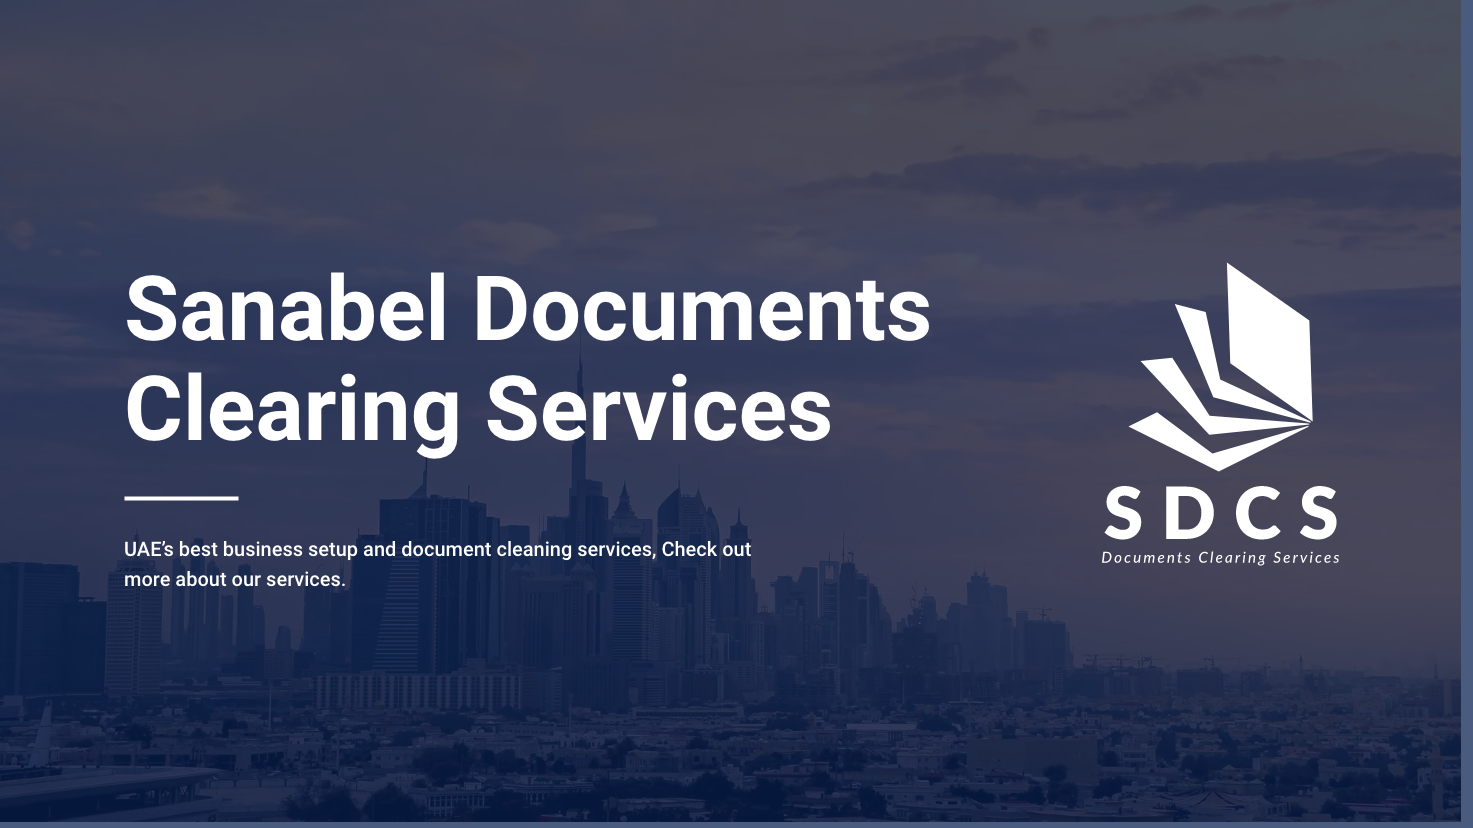 Sanabel Documents
Clearing Services
UAE’s best business setup and document cleaning services, Check out
more about our services.
SDCS
Documents Clearing Services